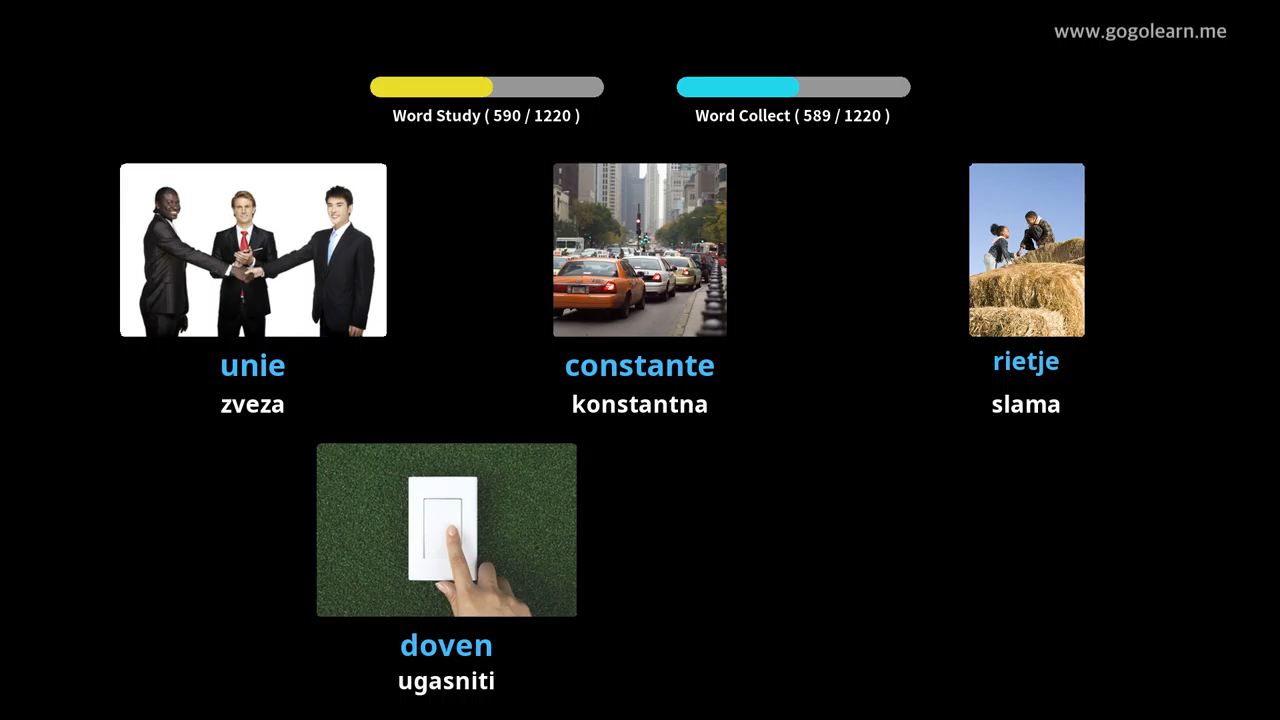 www.gogolearn.me
Word Study ( 590 / 1220 )
Word Collect ( 589 / 1220 )
unie
zveza
constante
konstantna
rietje
slama
doven
ugasniti